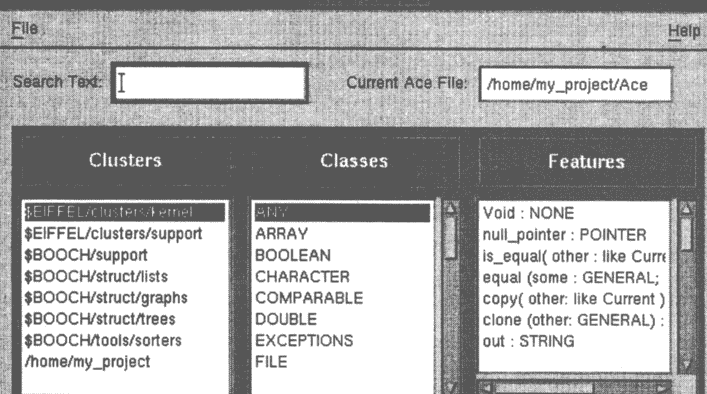 File
Help
Search Text:
Current Ace File: /home/my_project/Ace
Clusters
Classes
Features
$EIFFEL/clusters/kernel
$EIFFEL/clusters/support
$BOOCH/support
$BOOCH/struct/lists
$BOOCH/struct/graphs
$BOOCH/struct/trees
$BOOCH/tools/sorters
/home/my_project
ANY
ARRAY
BOOLEAN
CHARACTER
COMPARABLE
DOUBLE
EXCEPTIONS
FILE
Void : NONE
null_pointer : POINTER
is_equal( other : like Curre
equal (some : GENERAL;
copy( other: like Current )
clone (other: GENERAL) :
out : STRING